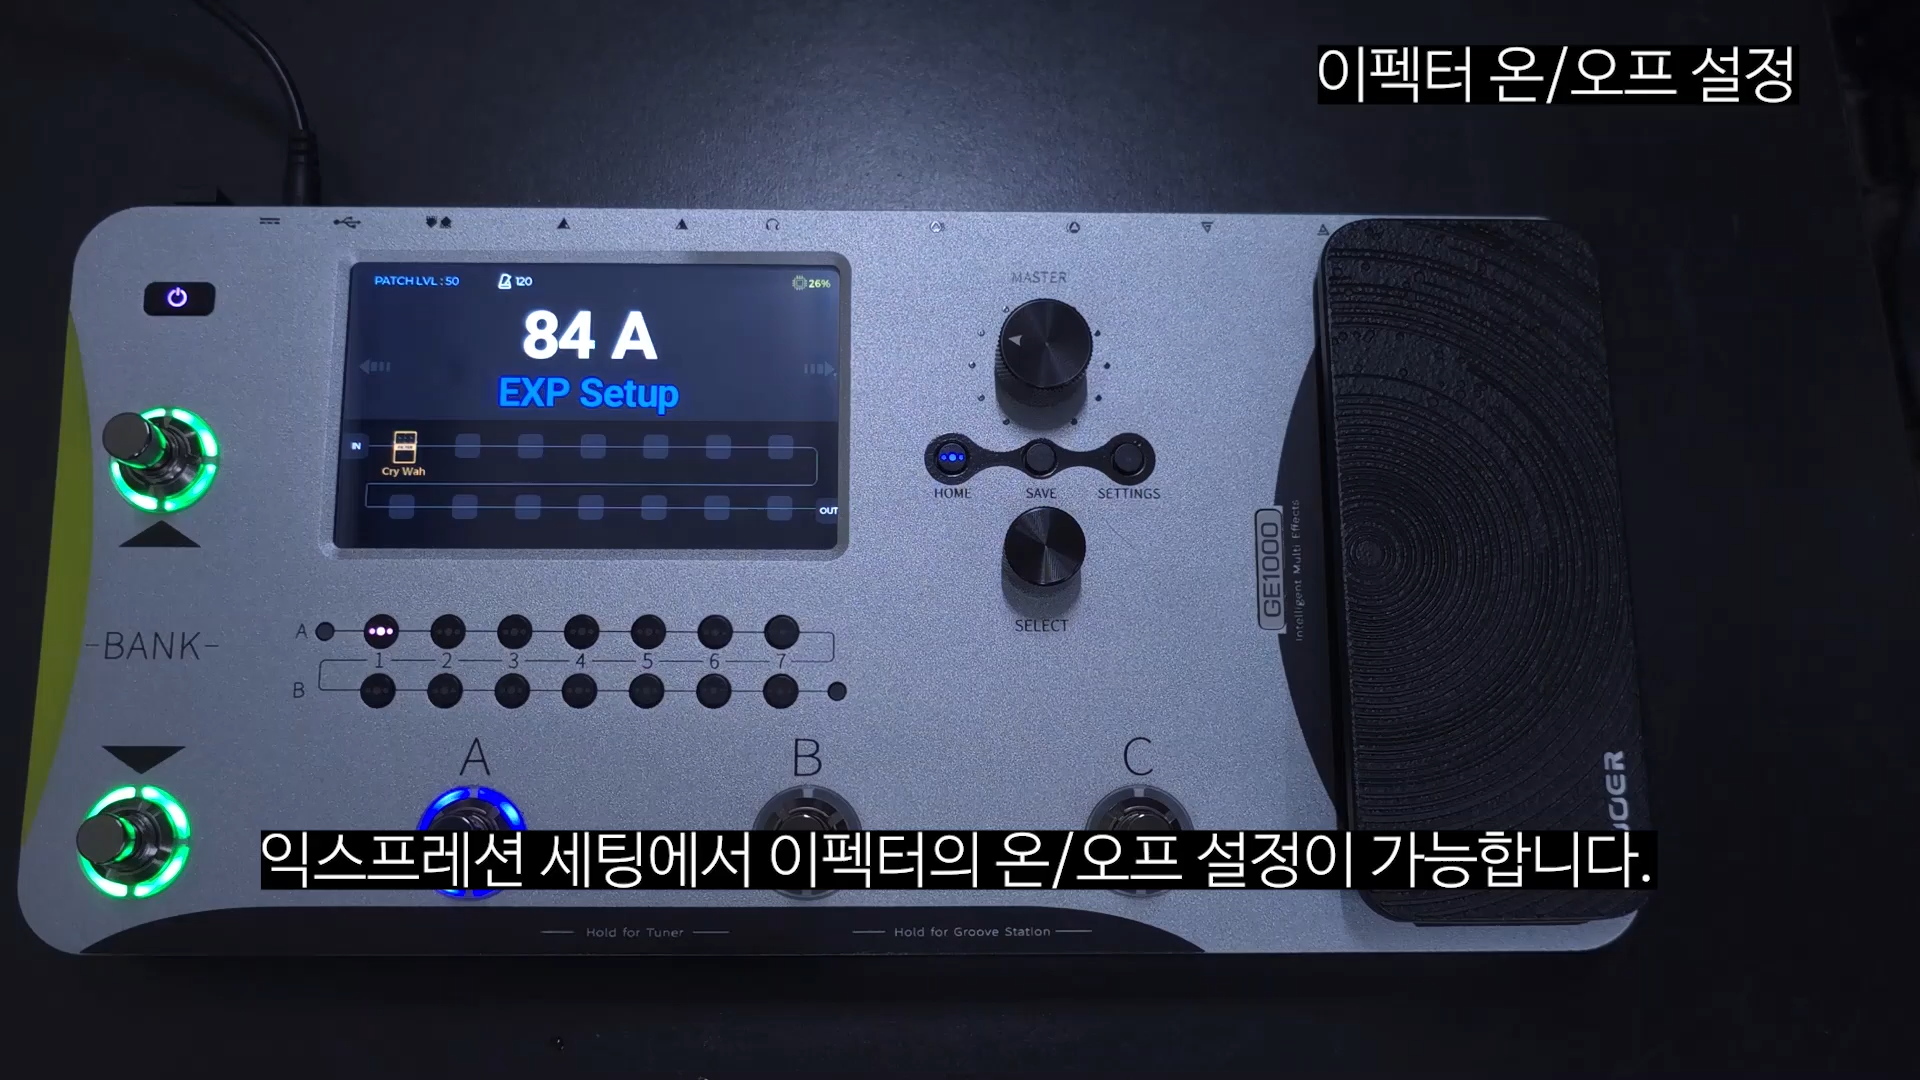 이펙터 온/오프 설정
MASTER
PATCH LVL : 50
120
26%
84 A
EXP Setup
IN
Cry Wah
OUT
HOME
SAVE
SETTINGS
SELECT
GE1000
Intelligent Multi Effects
A
1 2 3 4 5 6 7
B
-BANK-
A
B
C
익스프레션 세팅에서 이펙터의 온/오프 설정이 가능합니다.
Hold for Tuner
Hold for Groove Station